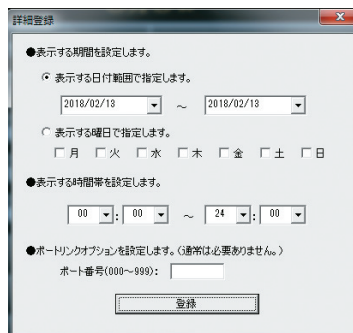 詳細登録
●表示する期間を設定します。
表示する日付範囲で指定します。
2018/02/13 ～ 2018/02/13
表示する曜日で指定します。
月 火 水 木 金 土 日
●表示する時間帯を設定します。
00 : 00 ～ 24 : 00
●ポートリンクオプションを設定します。(通常は必要ありません。)
ポート番号(000～999):
登録